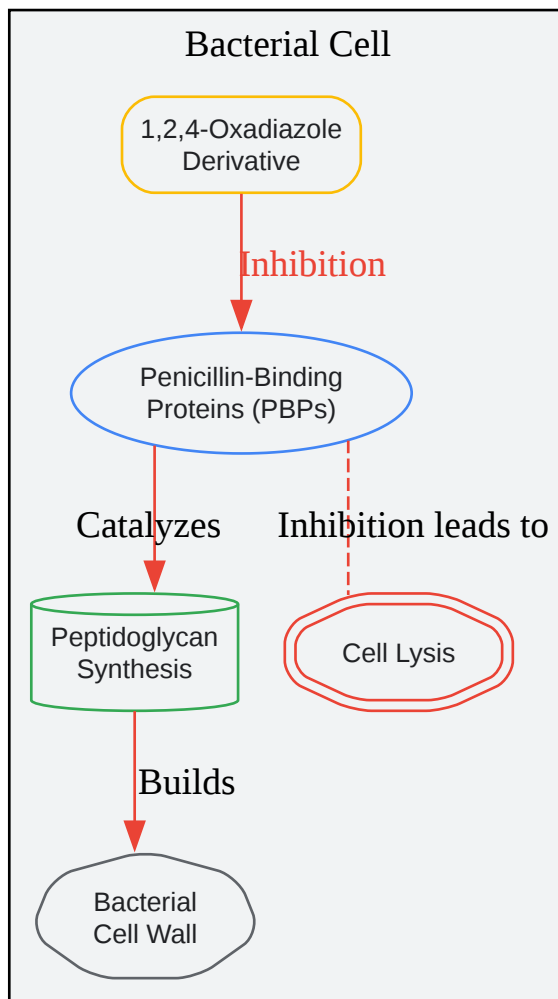 Bacterial Cell
1,2,4-Oxadiazole
Derivative
Inhibition
Penicillin-Binding
Proteins (PBPs)
Catalyzes
Inhibition leads to
Peptidoglycan
Synthesis
Cell Lysis
Builds
Bacterial
Cell Wall